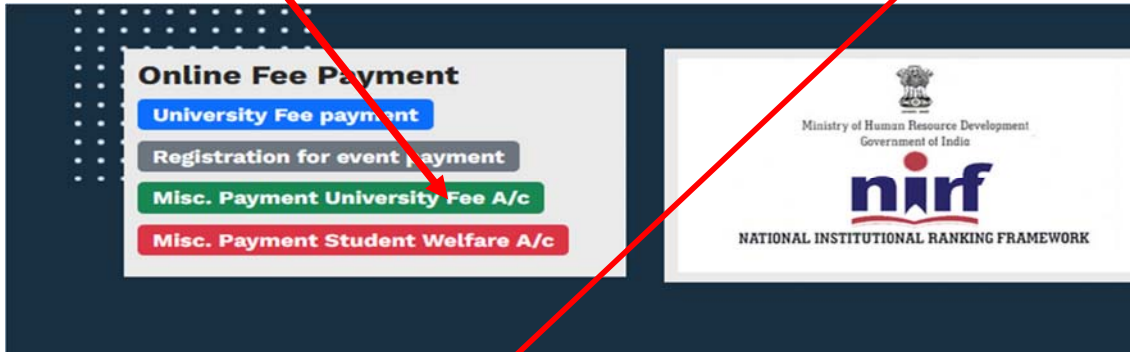 Online Fee Payment
University Fee payment
Registration for event payment
Misc. Payment University Fee A/c
Misc. Payment Student Welfare A/c
Ministry of Human Resource Development
Government of India
nirf
NATIONAL INSTITUTIONAL RANKING FRAMEWORK